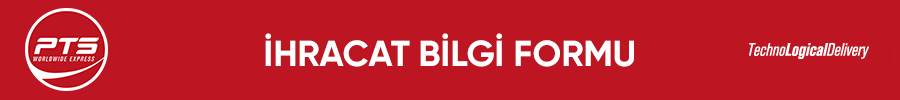 PTS
WORLDWIDE EXPRESS
İHRACAT BİLGİ FORMU
TechnoLogicalDelivery